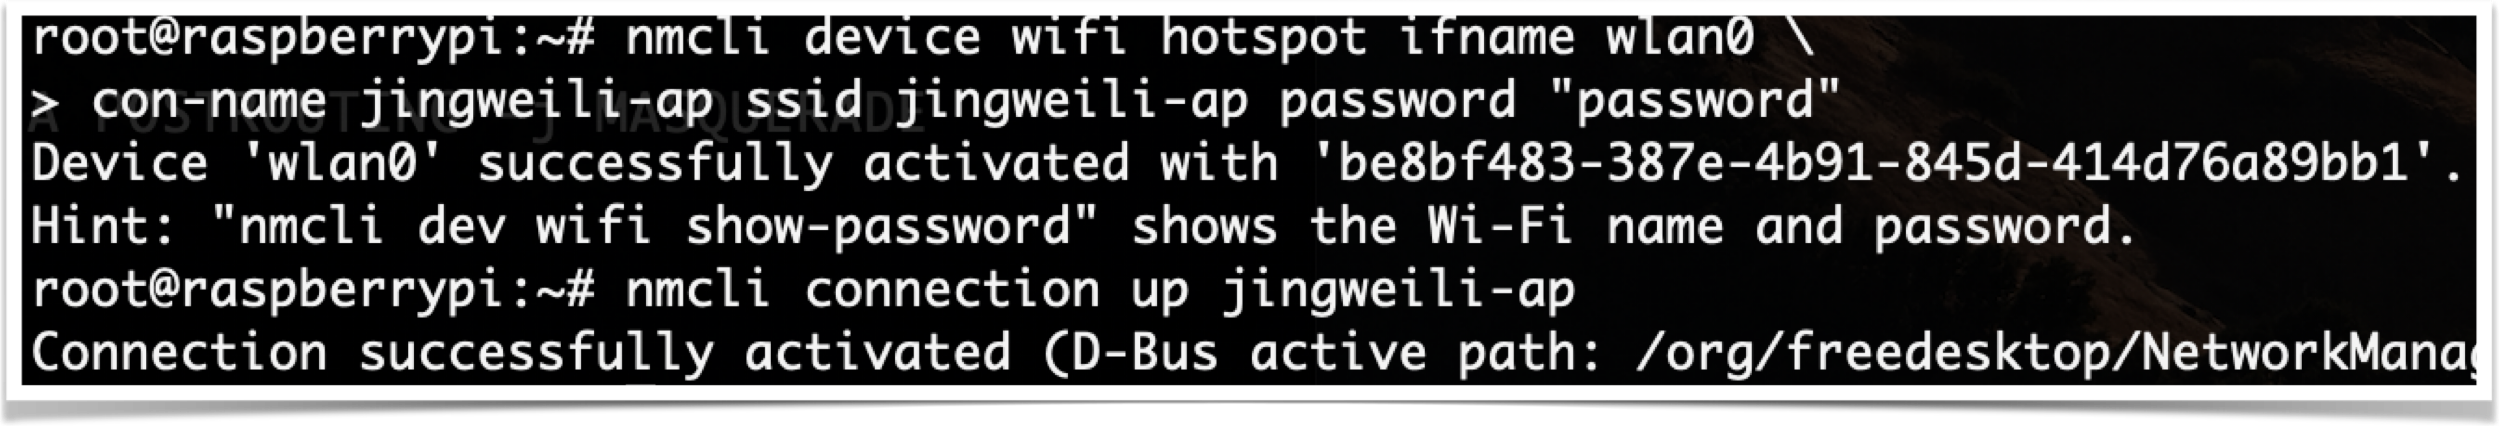 root@raspberrypi:~# nmcli device wifi hotspot ifname wlan0 \
> con-name jingweili-ap ssid jingweili-ap password "password"
A POSTROUTING -j MASQUERADE
Device 'wlan0' successfully activated with 'be8bf483-387e-4b91-845d-414d76a89bb1'.
Hint: "nmcli dev wifi show-password" shows the Wi-Fi name and password.
root@raspberrypi:~# nmcli connection up jingweili-ap
Connection successfully activated (D-Bus active path: /org/freedesktop/NetworkManag